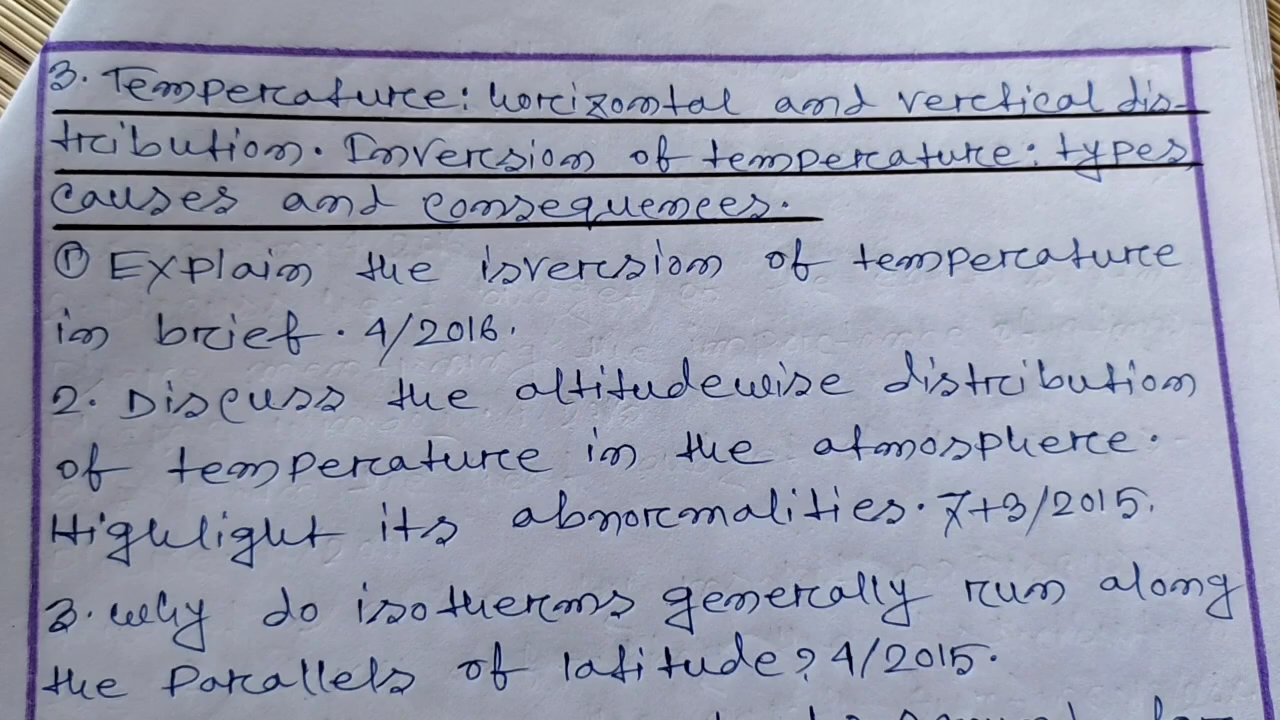 3. Temperature: horizontal and vertical dis-
tribution. Inversion of temperature: types,
causes and consequences.
① Explain the isversion of temperature
in brief. 4/2016.
2. Discuss the altitudewise distribution
of temperature in the atmosphere.
Highlight its abnormalities. 7+3/2015.
3. why do isotherms generally run along
the parallels of latitude? 4/2015.